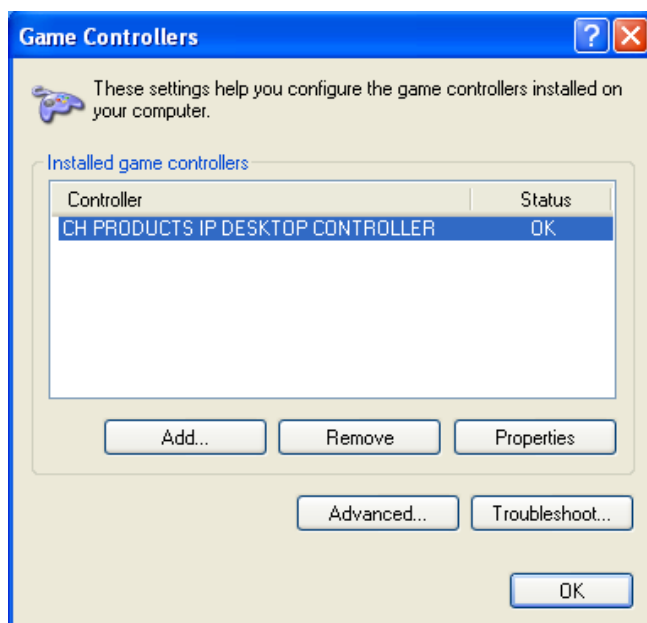 Game Controllers
?
These settings help you configure the game controllers installed on
your computer.
Installed game controllers
Controller Status
CH PRODUCTS IP DESKTOP CONTROLLER OK
Add... Remove Properties
Advanced... Troubleshoot...
OK